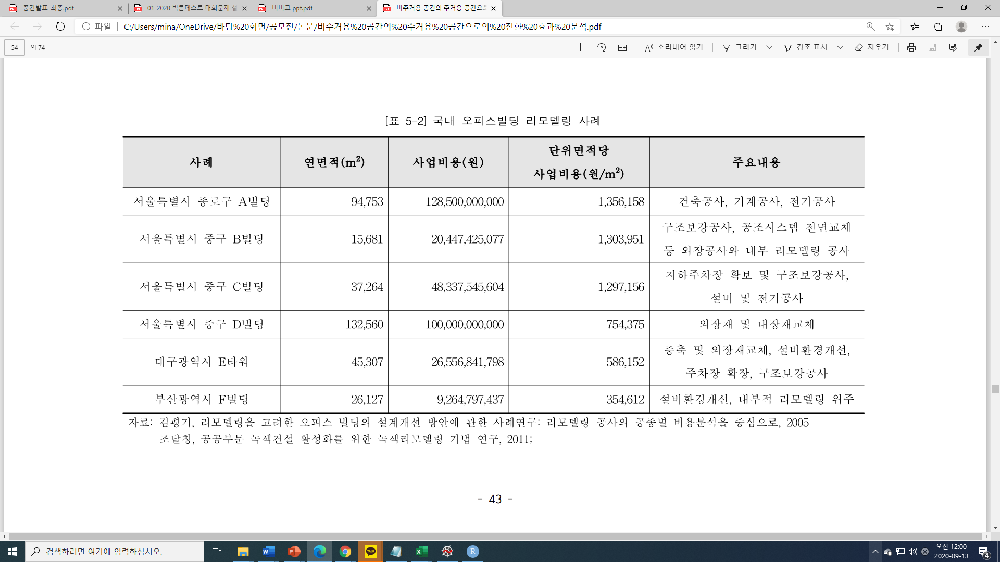 중간발표_최종.pdf
01_2020 빅콘테스트 대회문제 설
비비고 ppt.pdf
비주거용 공간의 주거용 공간으로
파일 C:/Users/mina/OneDrive/바탕%20화면/공모전/논문/비주거용%20공간의%20주거용%20공간으로의%20전환%20효과%20분석.pdf
54 의 74
소리내어 읽기
그리기
강조 표시
지우기
[표 5-2] 국내 오피스빌딩 리모델링 사례
사례 연면적(m²) 사업비용(원) 단위면적당 사업비용(원/m²) 주요내용
서울특별시 종로구 A빌딩 94,753 128,500,000,000 1,356,158 건축공사, 기계공사, 전기공사
서울특별시 중구 B빌딩 15,681 20,447,425,077 1,303,951 구조보강공사, 공조시스템 전면교체
등 외장공사와 내부 리모델링 공사
서울특별시 중구 C빌딩 37,264 48,337,545,604 1,297,156 지하주차장 확보 및 구조보강공사,
설비 및 전기공사
서울특별시 중구 D빌딩 132,560 100,000,000,000 754,375 외장재 및 내장재교체
대구광역시 E타워 45,307 26,556,841,798 586,152 증축 및 외장재교체, 설비환경개선,
주차장 확장, 구조보강공사
부산광역시 F빌딩 26,127 9,264,797,437 354,612 설비환경개선, 내부적 리모델링 위주
자료: 김평기, 리모델링을 고려한 오피스 빌딩의 설계개선 방안에 관한 사례연구: 리모델링 공사의 공종별 비용분석을 중심으로, 2005
조달청, 공공부문 녹색건설 활성화를 위한 녹색리모델링 기법 연구, 2011;
- 43 -
검색하려면 여기에 입력하십시오.
오전 12:00
2020-09-13
4